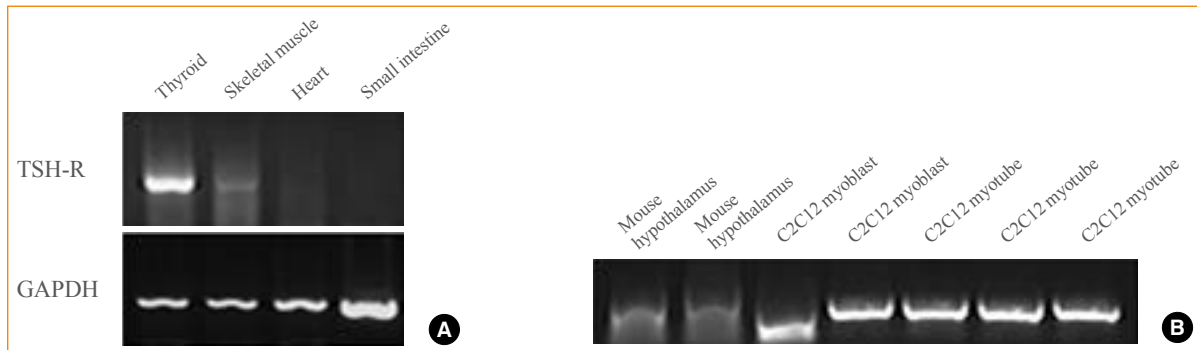 Thyroid
Skeletal muscle
Heart
Small intestine
TSH-R
GAPDH
A
Mouse
hypothalamus
Mouse
hypothalamus
C2C12 myoblast
C2C12 myoblast
C2C12 myotube
C2C12 myotube
C2C12 myotube
B